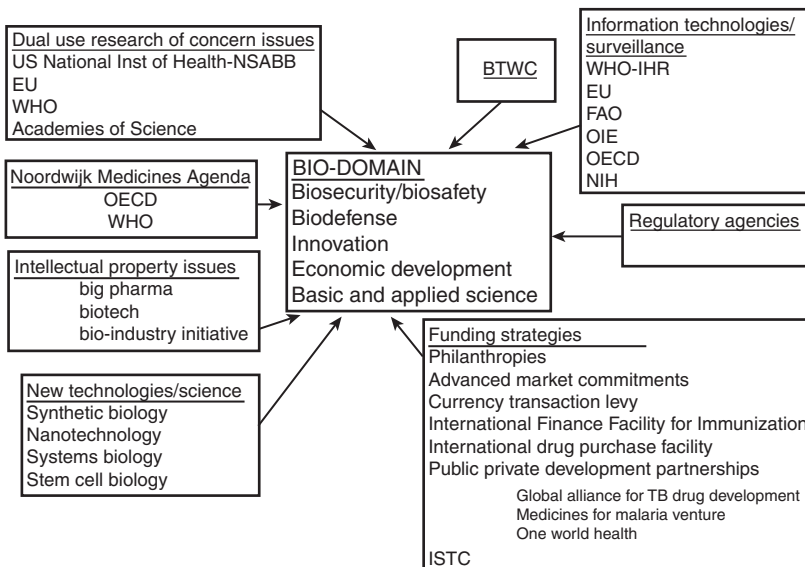 Dual use research of concern issues
US National Inst of Health-NSABB
EU
WHO
Academies of Science
BTWC
Information technologies/
surveillance
WHO-IHR
EU
FAO
OIE
OECD
NIH
Noordwijk Medicines Agenda
OECD
WHO
BIO-DOMAIN
Biosecurity/biosafety
Biodefense
Innovation
Economic development
Basic and applied science
Regulatory agencies
Intellectual property issues
big pharma
biotech
bio-industry initiative
New technologies/science
Synthetic biology
Nanotechnology
Systems biology
Stem cell biology
Funding strategies
Philanthropies
Advanced market commitments
Currency transaction levy
International Finance Facility for Immunization
International drug purchase facility
Public private development partnerships
Global alliance for TB drug development
Medicines for malaria venture
One world health
ISTC